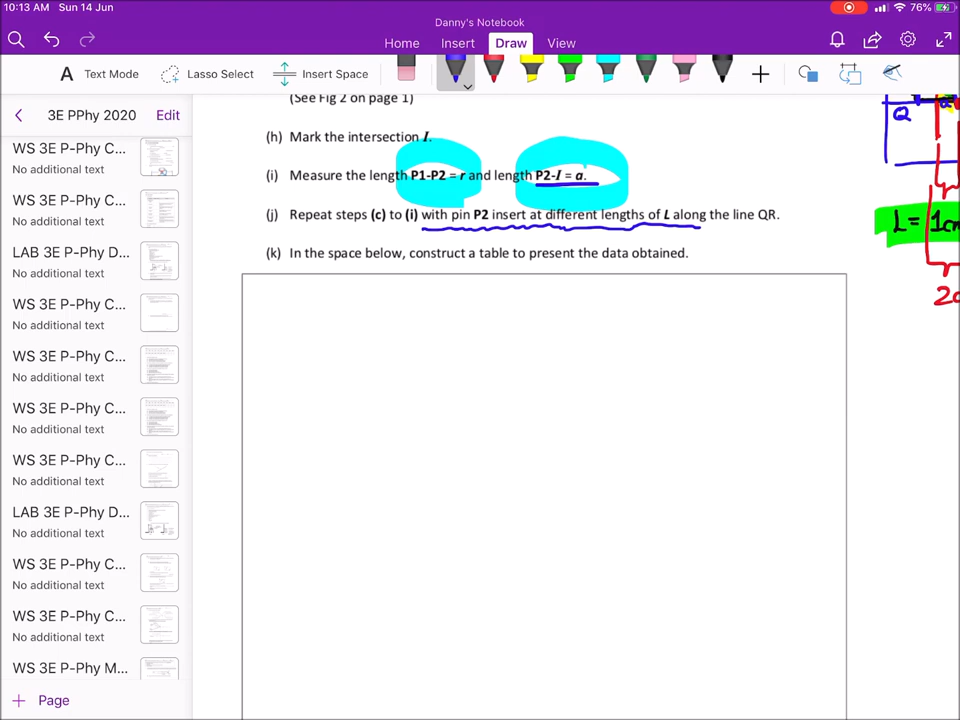 10:13 AM Sun 14 Jun
76%
Danny's Notebook
Home Insert Draw View
A Text Mode Lasso Select Insert Space
3E PPhy 2020 Edit
WS 3E P-Phy C...
No additional text
WS 3E P-Phy C...
No additional text
LAB 3E P-Phy D...
No additional text
WS 3E P-Phy C...
No additional text
WS 3E P-Phy C...
No additional text
WS 3E P-Phy C...
No additional text
WS 3E P-Phy C...
No additional text
LAB 3E P-Phy D...
No additional text
WS 3E P-Phy C...
No additional text
WS 3E P-Phy C...
No additional text
WS 3E P-Phy M...
+ Page
(See Fig 2 on page 1)
(h) Mark the intersection I.
(i) Measure the length P1-P2 = r and length P2-I = a.
(j) Repeat steps (c) to (i) with pin P2 insert at different lengths of L along the line QR.
(k) In the space below, construct a table to present the data obtained.
Q
L = 1cm